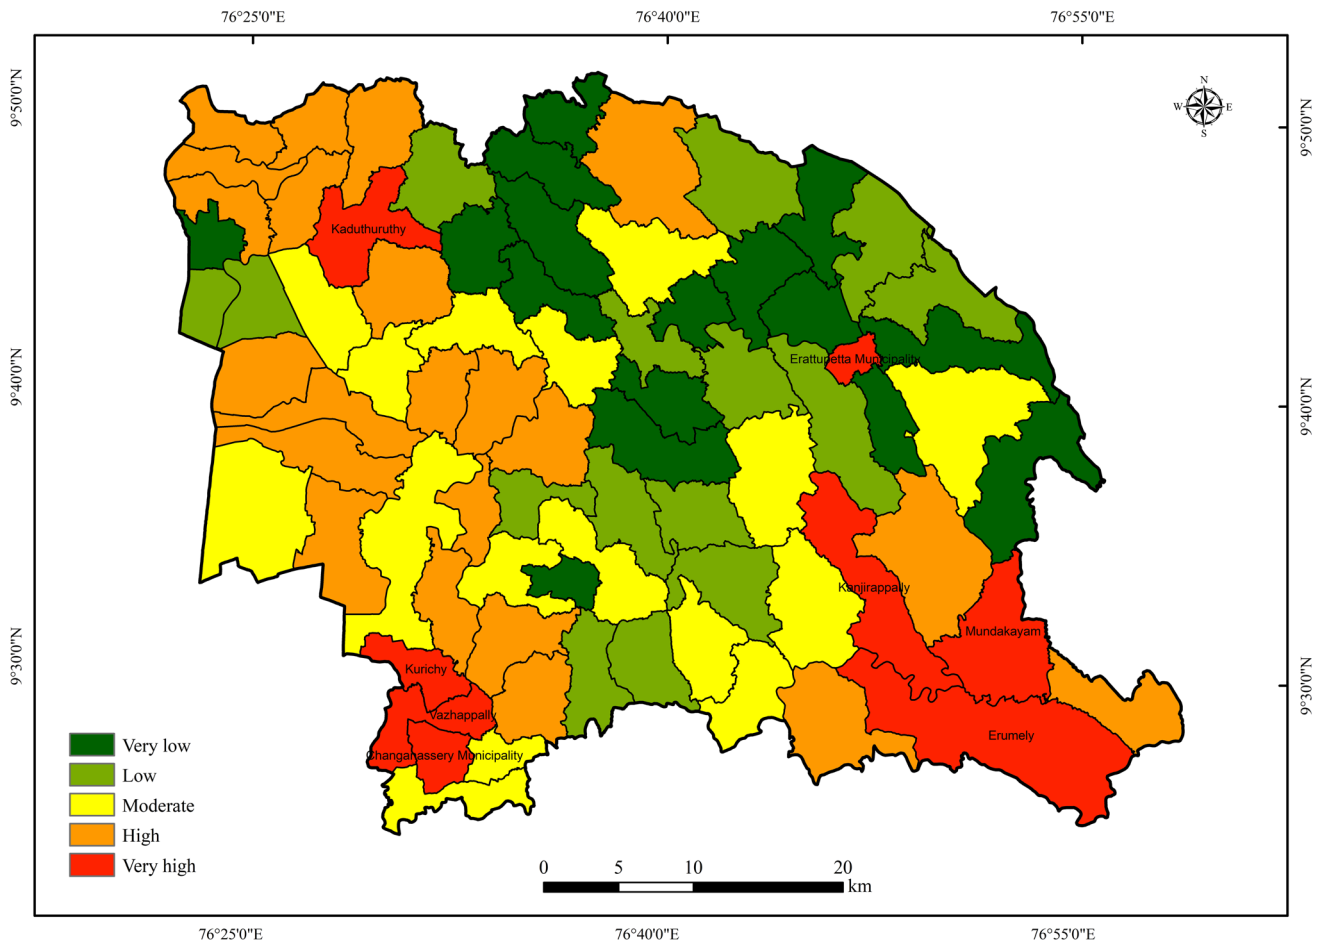 76°25'0"E
76°40'0"E
76°55'0"E
9°50'0"N
9°50'0"N
N
W
E
S
Kaduthuruthy
Erattupetta Municipality
9°40'0"N
9°40'0"N
Kanjirappally
Mundakayam
9°30'0"N
9°30'0"N
Kurichy
Vazhappally
Erumely
Changanassery Municipality
Very low
Low
Moderate
High
Very high
0 5 10 20
km
76°25'0"E
76°40'0"E
76°55'0"E